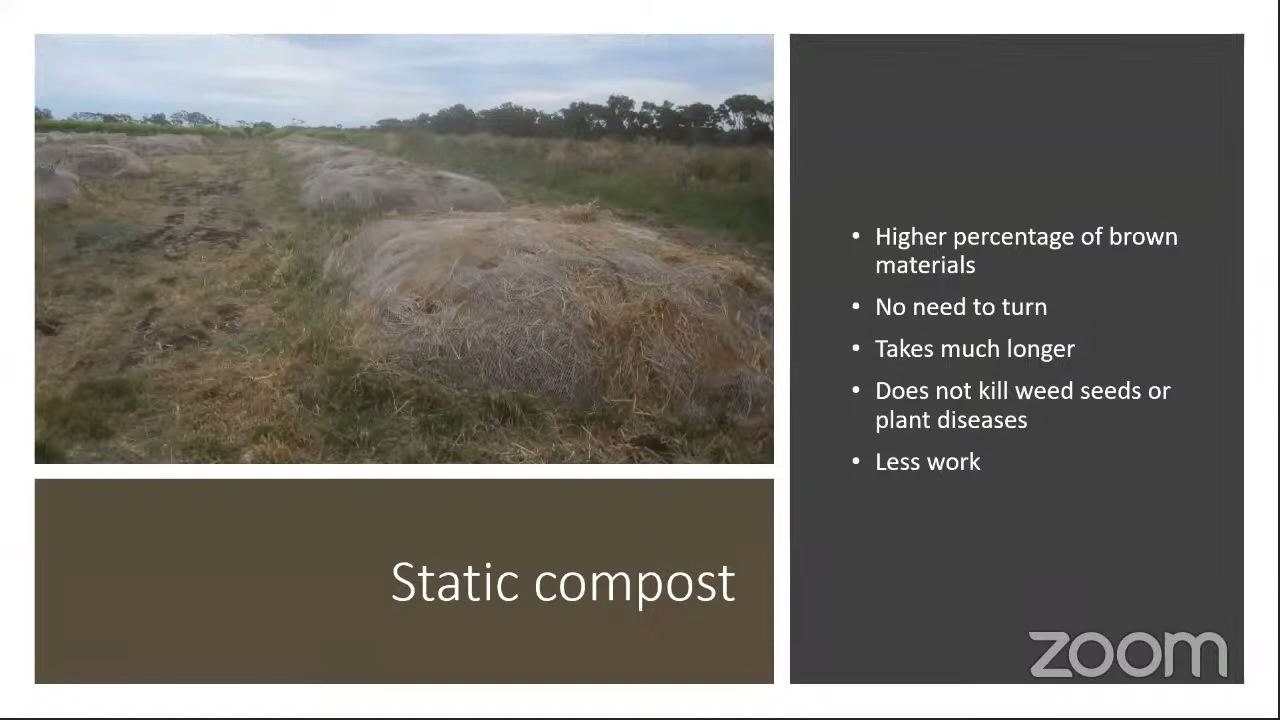 Static compost
• Higher percentage of brown
materials
• No need to turn
• Takes much longer
• Does not kill weed seeds or
plant diseases
• Less work
zoom